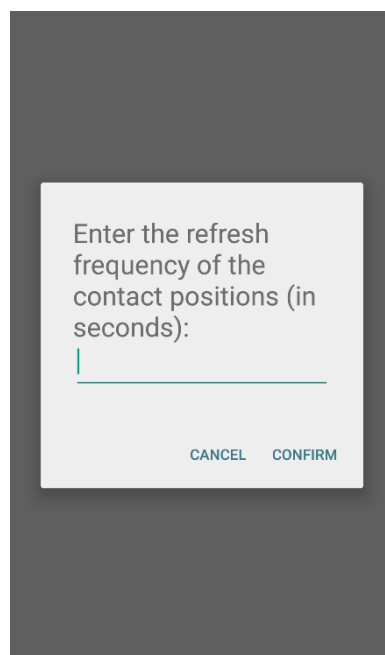 Enter the refresh
frequency of the
contact positions (in
seconds):
CANCEL CONFIRM